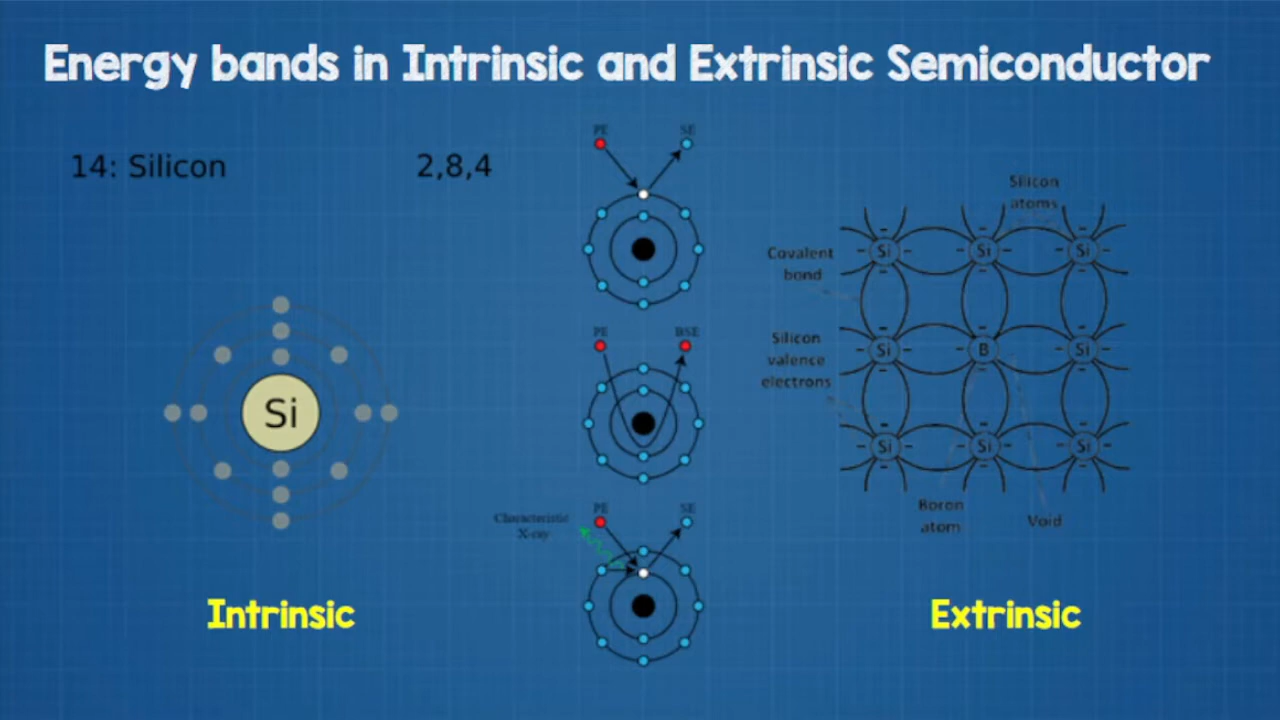 Energy bands in Intrinsic and Extrinsic Semiconductor
14: Silicon
2,8,4
Si
Intrinsic
PE SE
PE BSE
PE SE
Characteristic
X-ray
Silicon
atoms
Covalent
bond
Silicon
valence
electrons
Si Si Si
Si B Si
Si Si Si
Boron
atom
Void
Extrinsic